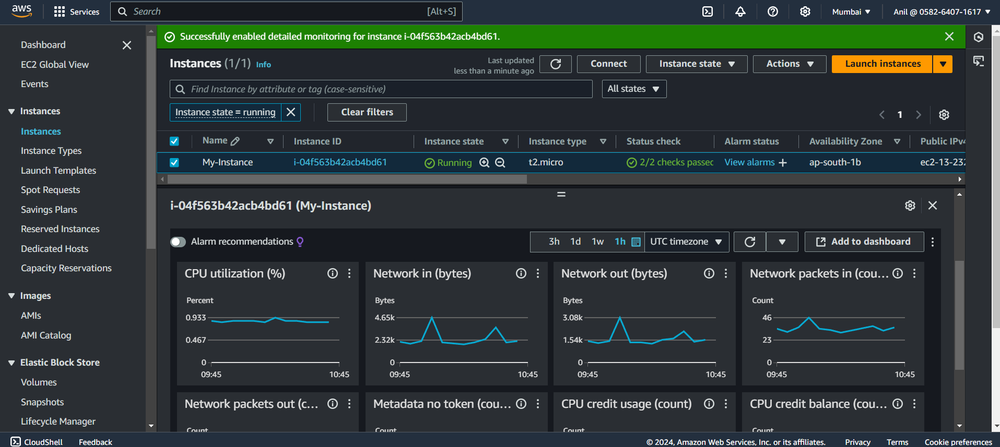 aws
Services
Search
[Alt+S]
Mumbai
Anil @ 0582-6407-1617
Dashboard
EC2 Global View
Events
Instances
Instances
Instance Types
Launch Templates
Spot Requests
Savings Plans
Reserved Instances
Dedicated Hosts
Capacity Reservations
Images
AMIs
AMI Catalog
Elastic Block Store
Volumes
Snapshots
Lifecycle Manager
Successfully enabled detailed monitoring for instance i-04f563b42acb4bd61.
Instances (1/1) Info
Last updated
less than a minute ago
Connect
Instance state
Actions
Launch instances
Find Instance by attribute or tag (case-sensitive)
All states
Instance state = running
Clear filters
1
Name Instance ID Instance state Instance type Status check Alarm status Availability Zone Public IPv4
My-Instance i-04f563b42acb4bd61 Running t2.micro 2/2 checks passec View alarms + ap-south-1b ec2-13-232
i-04f563b42acb4bd61 (My-Instance)
Alarm recommendations
3h 1d 1w 1h UTC timezone
Add to dashboard
CPU utilization (%)
Percent
0.933
0.467
0
09:45 10:45
Network in (bytes)
Bytes
4.65k
2.32k
0
09:45 10:45
Network out (bytes)
Bytes
3.08k
1.54k
0
09:45 10:45
Network packets in (cou...
Count
46
23
0
09:45 10:45
Network packets out (c...
Count
Metadata no token (cou...
Count
CPU credit usage (count)
Count
CPU credit balance (cou...
Count
CloudShell
Feedback
© 2024, Amazon Web Services, Inc. or its affiliates.
Privacy
Terms
Cookie preferences